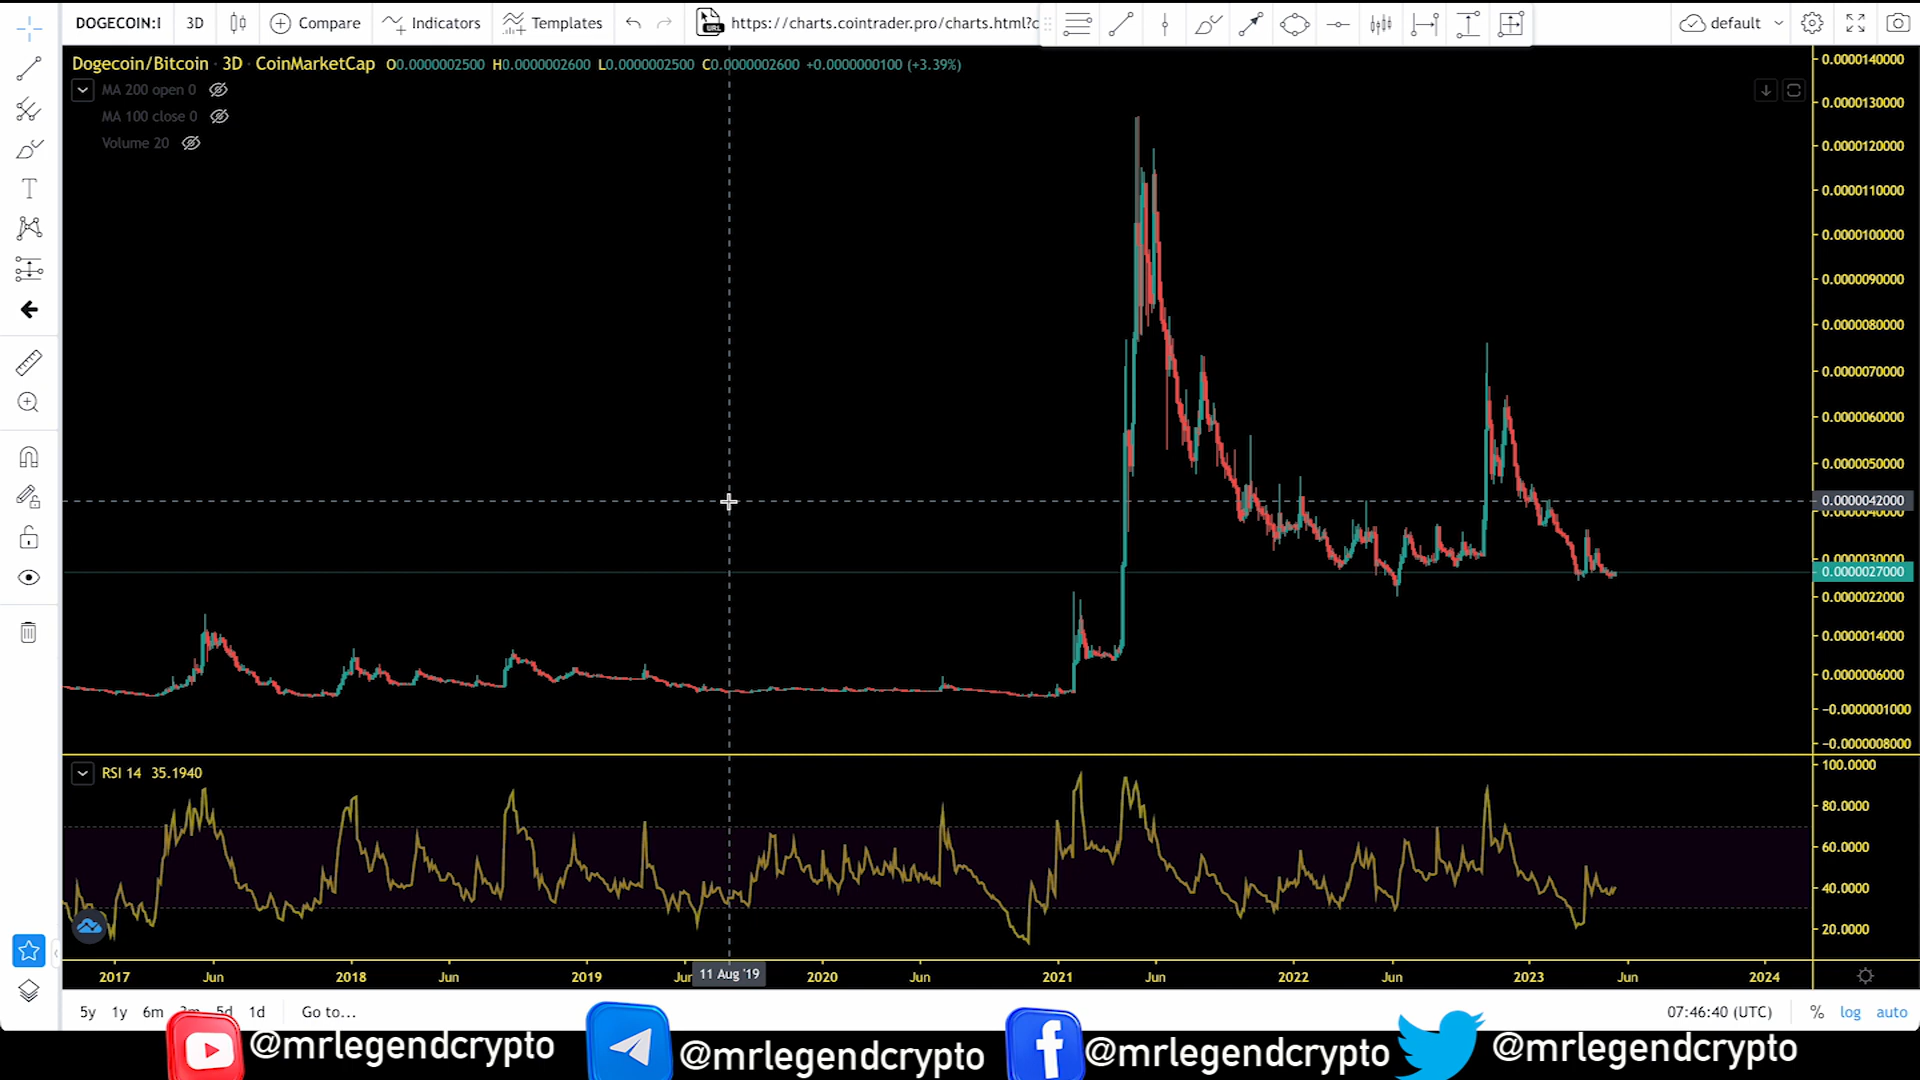 DOGECOIN:I 3D Compare Indicators Templates https://charts.cointrader.pro/charts.html?c default
Dogecoin/Bitcoin · 3D · CoinMarketCap O0.0000002500 H0.0000002600 L0.0000002500 C0.0000002600 +0.0000000100 (+3.39%)
MA 200 open 0
MA 100 close 0
Volume 20
0.0000140000
0.0000130000
0.0000120000
0.0000110000
0.0000100000
0.0000090000
0.0000080000
0.0000070000
0.0000060000
0.0000050000
0.0000042000
0.0000040000
0.0000030000
0.0000027000
0.0000022000
0.0000014000
0.0000006000
−0.0000001000
−0.0000008000
RSI 14 35.1940
100.0000
80.0000
60.0000
40.0000
20.0000
2017 Jun 2018 Jun 2019 Jun 11 Aug '19 2020 Jun 2021 Jun 2022 Jun 2023 Jun 2024
5y 1y 6m 3m 5d 1d Go to... 07:46:40 (UTC) % log auto
@mrlegendcrypto @mrlegendcrypto @mrlegendcrypto @mrlegendcrypto